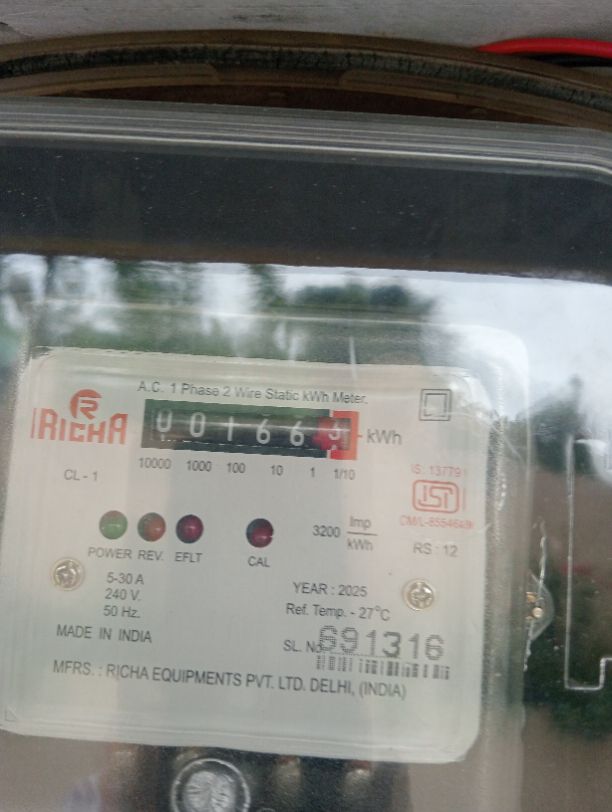 A.C. 1 Phase 2 Wire Static kWh Meter.
RICHA
001663 kWh
10000 1000 100 10 1 1/10
CL - 1
IS: 13779
ISI
RS : 12
3200 Imp/kWh
POWER REV. EFLT CAL
5-30 A
240 V.
50 Hz.
YEAR : 2025
Ref. Temp. - 27°C
MADE IN INDIA
SL. No. 691316
MFRS. : RICHA EQUIPMENTS PVT. LTD. DELHI, (INDIA)